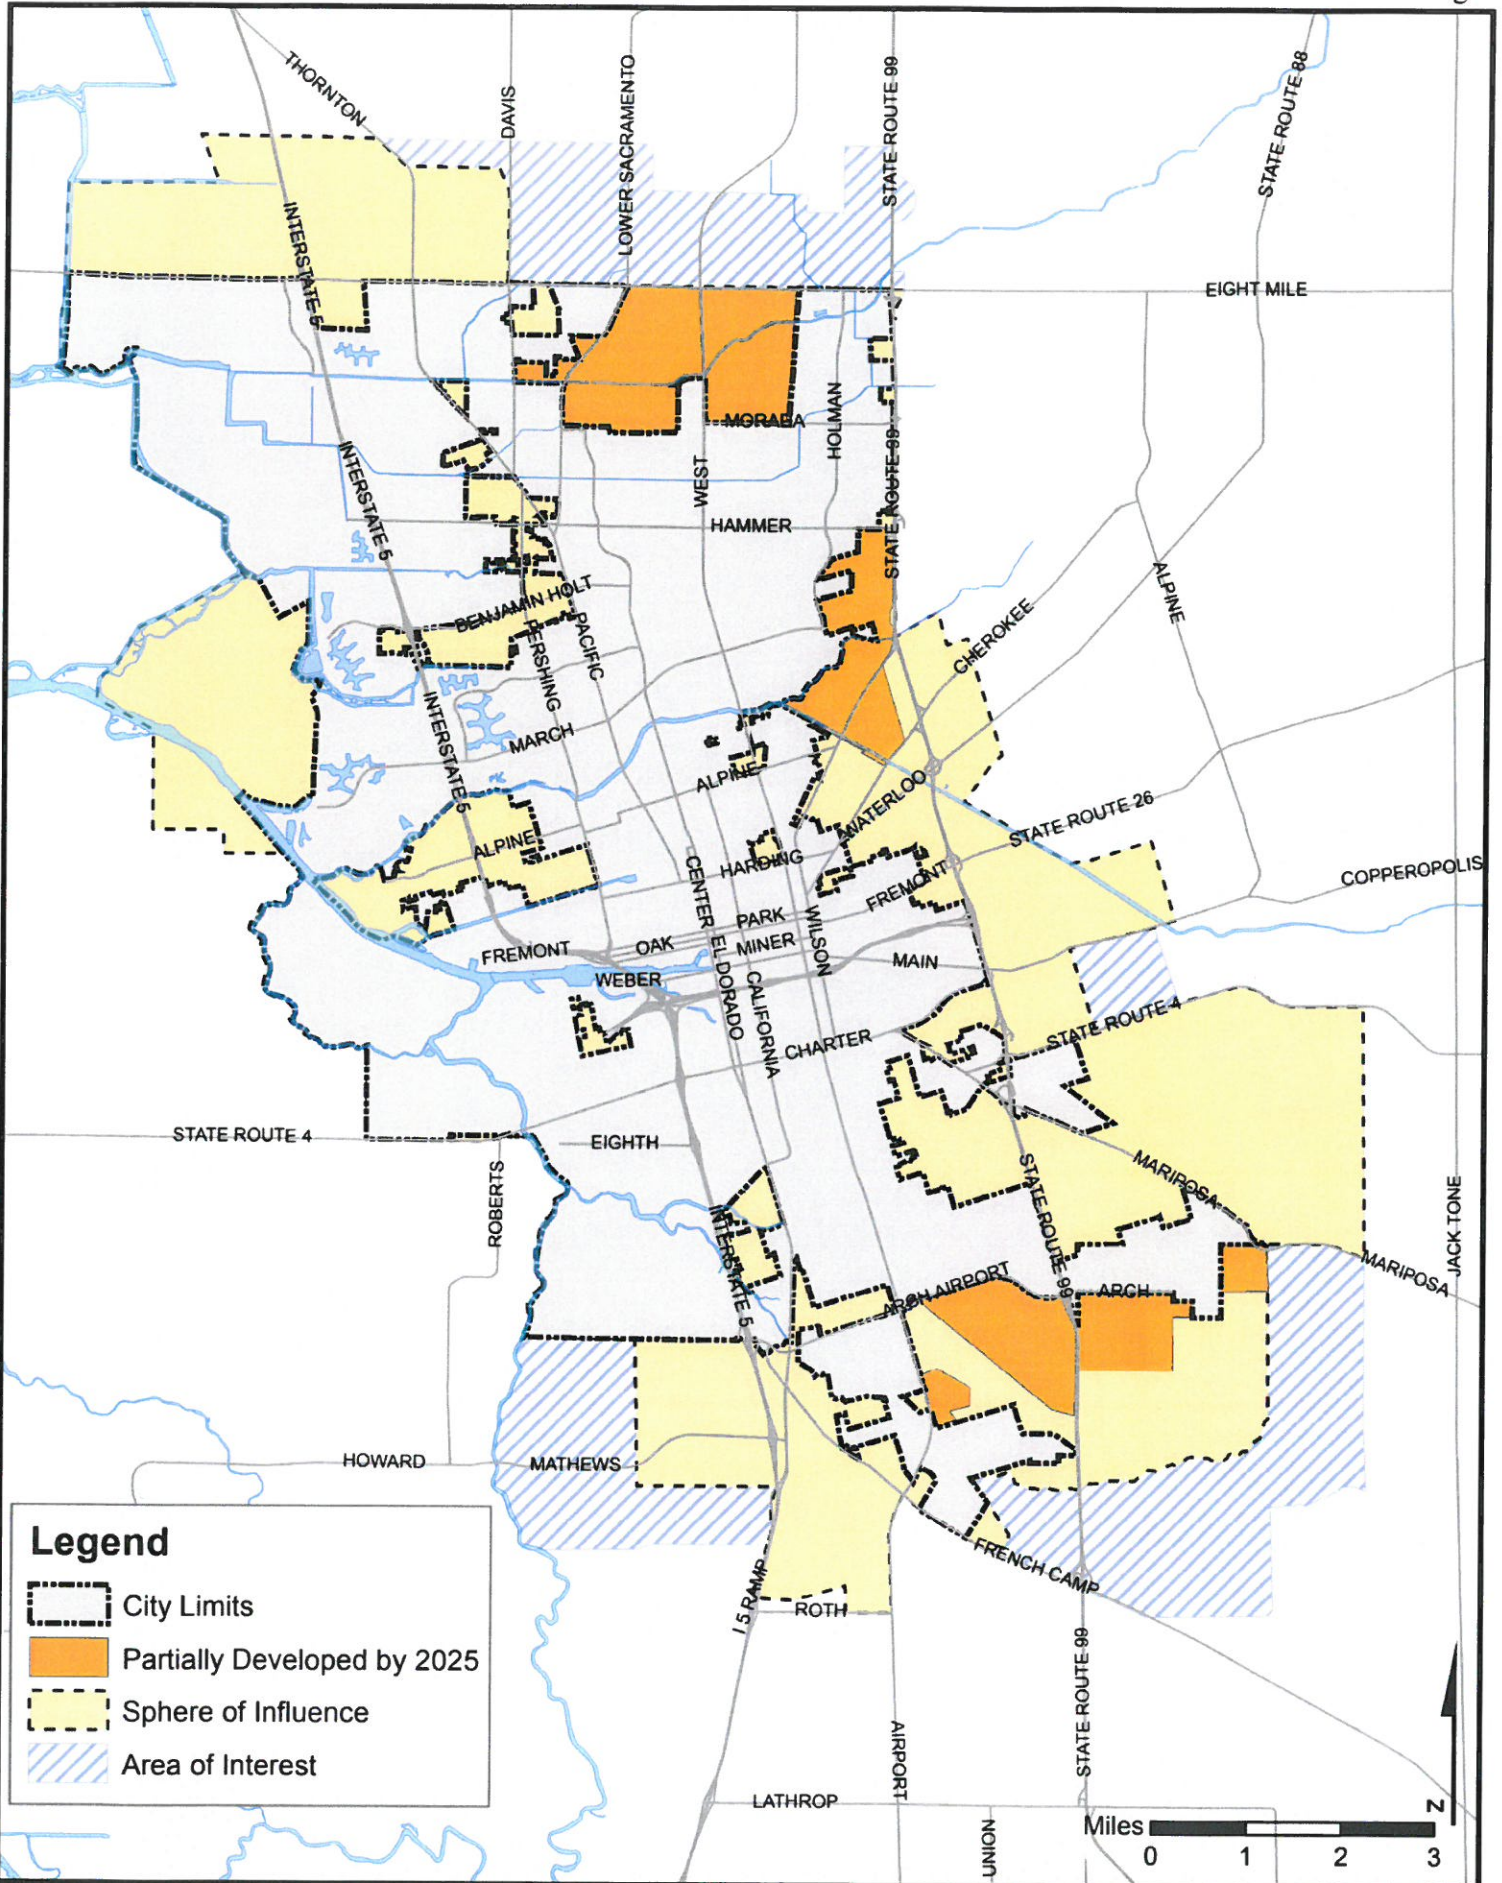 THORNTON
DAVIS
LOWER SACRAMENTO
STATE ROUTE 99
STATE ROUTE 88
INTERSTATE 5
EIGHT MILE
MORADA
HOLMAN
INTERSTATE 5
WEST
STATE ROUTE 99
HAMMER
ALPINE
BENJAMIN HOLT
CHEROKEE
PERSHING
PACIFIC
INTERSTATE 5
MARCH
ALPINE
WATERLOO
STATE ROUTE 26
ALPINE
HARDING
COPPEROPOLIS
CENTER
FREMONT
PARK
WILSON
FREMONT
OAK
MINER
MAIN
WEBER
EL DORADO
CALIFORNIA
CHARTER
STATE ROUTE 4
STATE ROUTE 4
EIGHTH
ROBERTS
MARIPOSA
STATE ROUTE 99
JACK TONE
INTERSTATE 5
ARCH AIRPORT
ARCH
MARIPOSA
HOWARD
MATHEWS
FRENCH CAMP
I 5 RAMP
ROTH
STATE ROUTE 99
AIRPORT
LATHROP
UNION
Legend
City Limits
Partially Developed by 2025
Sphere of Influence
Area of Interest
N
Miles
0 1 2 3